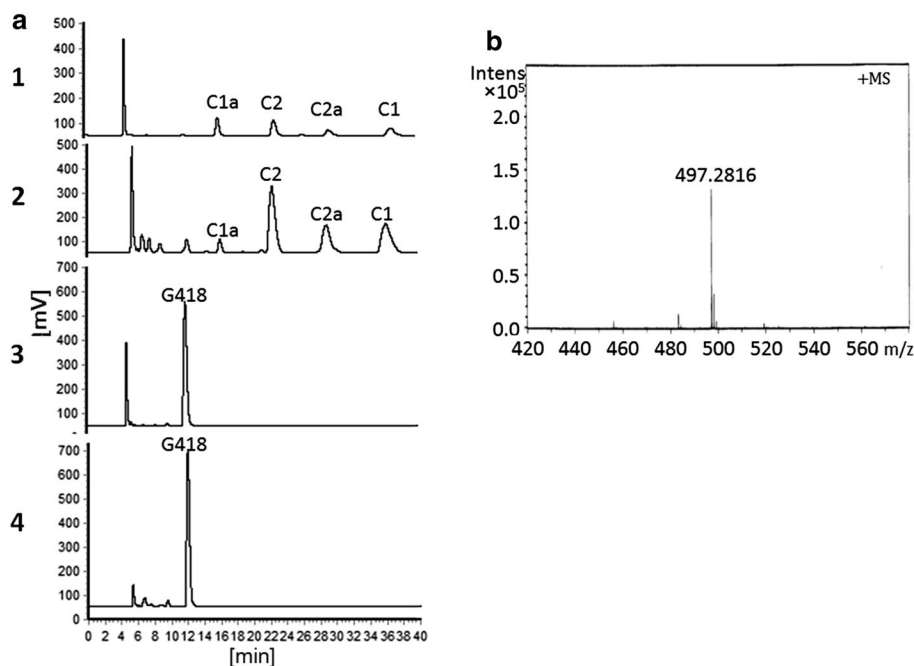 a
500
400
300
200
100
1
C1a
C2
C2a
C1
500
400
300
200
100
2
C1a
C2
C2a
C1
700
600
500
400
300
200
100
3
G418
[mV]
700
600
500
400
300
200
100
0
4
G418
0 2 4 6 8 10 12 14 16 18 20 22 24 26 28 30 32 34 36 38 40
[min]
b
Intens
×10⁵
+MS
2.0
1.5
1.0
0.5
0.0
497.2816
420 440 460 480 500 520 540 560 m/z